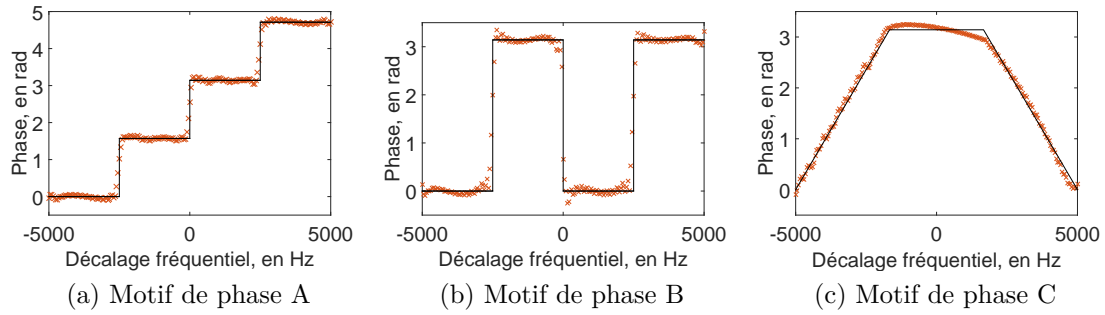 Phase, en rad
5
4
3
2
1
0
-5000 0 5000
Décalage fréquentiel, en Hz
(a) Motif de phase A
Phase, en rad
3
2
1
0
-5000 0 5000
Décalage fréquentiel, en Hz
(b) Motif de phase B
Phase, en rad
3
2
1
0
-5000 0 5000
Décalage fréquentiel, en Hz
(c) Motif de phase C